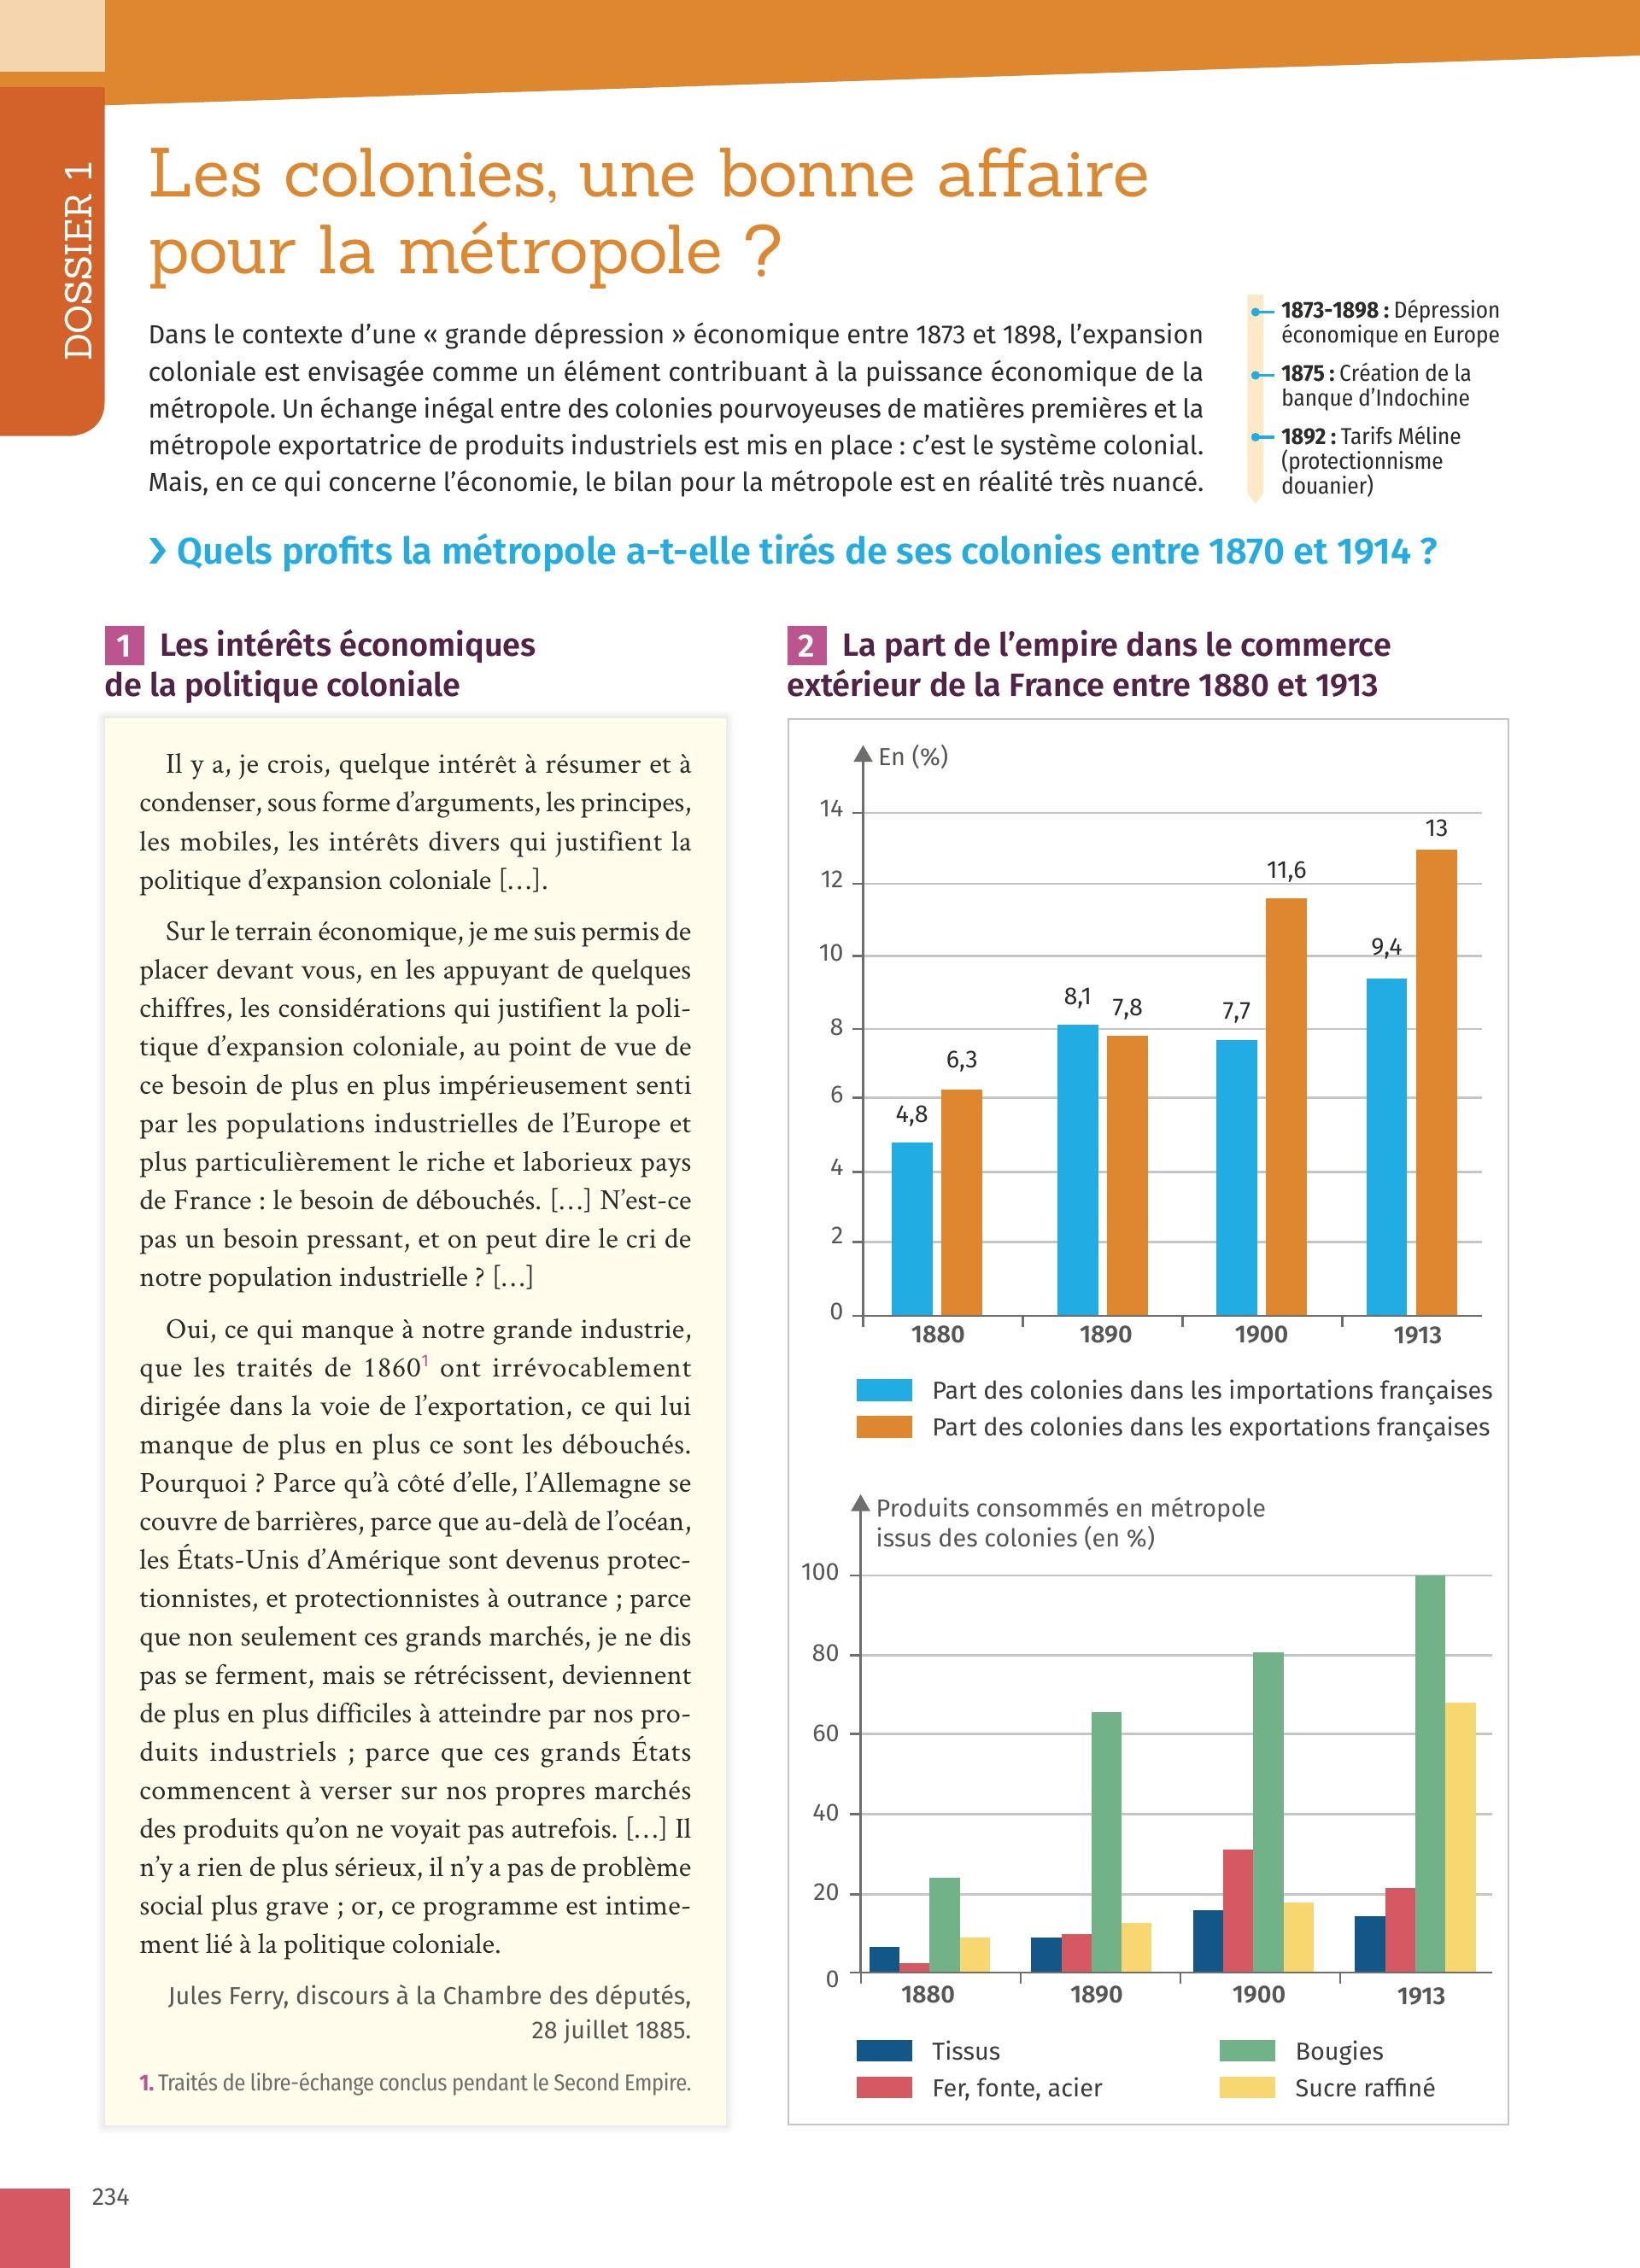 DOSSIER 1
Les colonies, une bonne affaire
pour la métropole ?
Dans le contexte d’une « grande dépression » économique entre 1873 et 1898, l’expansion
coloniale est envisagée comme un élément contribuant à la puissance économique de la
métropole. Un échange inégal entre des colonies pourvoyeuses de matières premières et la
métropole exportatrice de produits industriels est mis en place : c’est le système colonial.
Mais, en ce qui concerne l’économie, le bilan pour la métropole est en réalité très nuancé.
1873-1898 : Dépression
économique en Europe
1875 : Création de la
banque d’Indochine
1892 : Tarifs Méline
(protectionnisme
douanier)
› Quels profits la métropole a-t-elle tirés de ses colonies entre 1870 et 1914 ?
1 Les intérêts économiques
de la politique coloniale
Il y a, je crois, quelque intérêt à résumer et à
condenser, sous forme d’arguments, les principes,
les mobiles, les intérêts divers qui justifient la
politique d’expansion coloniale […].
Sur le terrain économique, je me suis permis de
placer devant vous, en les appuyant de quelques
chiffres, les considérations qui justifient la poli-
tique d’expansion coloniale, au point de vue de
ce besoin de plus en plus impérieusement senti
par les populations industrielles de l’Europe et
plus particulièrement le riche et laborieux pays
de France : le besoin de débouchés. […] N’est-ce
pas un besoin pressant, et on peut dire le cri de
notre population industrielle ? […]
Oui, ce qui manque à notre grande industrie,
que les traités de 1860¹ ont irrévocablement
dirigée dans la voie de l’exportation, ce qui lui
manque de plus en plus ce sont les débouchés.
Pourquoi ? Parce qu’à côté d’elle, l’Allemagne se
couvre de barrières, parce que au-delà de l’océan,
les États-Unis d’Amérique sont devenus protec-
tionnistes, et protectionnistes à outrance ; parce
que non seulement ces grands marchés, je ne dis
pas se ferment, mais se rétrécissent, deviennent
de plus en plus difficiles à atteindre par nos pro-
duits industriels ; parce que ces grands États
commencent à verser sur nos propres marchés
des produits qu’on ne voyait pas autrefois. […] Il
n’y a rien de plus sérieux, il n’y a pas de problème
social plus grave ; or, ce programme est intime-
ment lié à la politique coloniale.
Jules Ferry, discours à la Chambre des députés,
28 juillet 1885.
1. Traités de libre-échange conclus pendant le Second Empire.
2 La part de l’empire dans le commerce
extérieur de la France entre 1880 et 1913
En (%)
14
12
10
8
6
4
2
0
4,8
6,3
8,1
7,8
7,7
11,6
9,4
13
1880
1890
1900
1913
Part des colonies dans les importations françaises
Part des colonies dans les exportations françaises
Produits consommés en métropole
issus des colonies (en %)
100
80
60
40
20
0
1880
1890
1900
1913
Tissus
Fer, fonte, acier
Bougies
Sucre raffiné
234